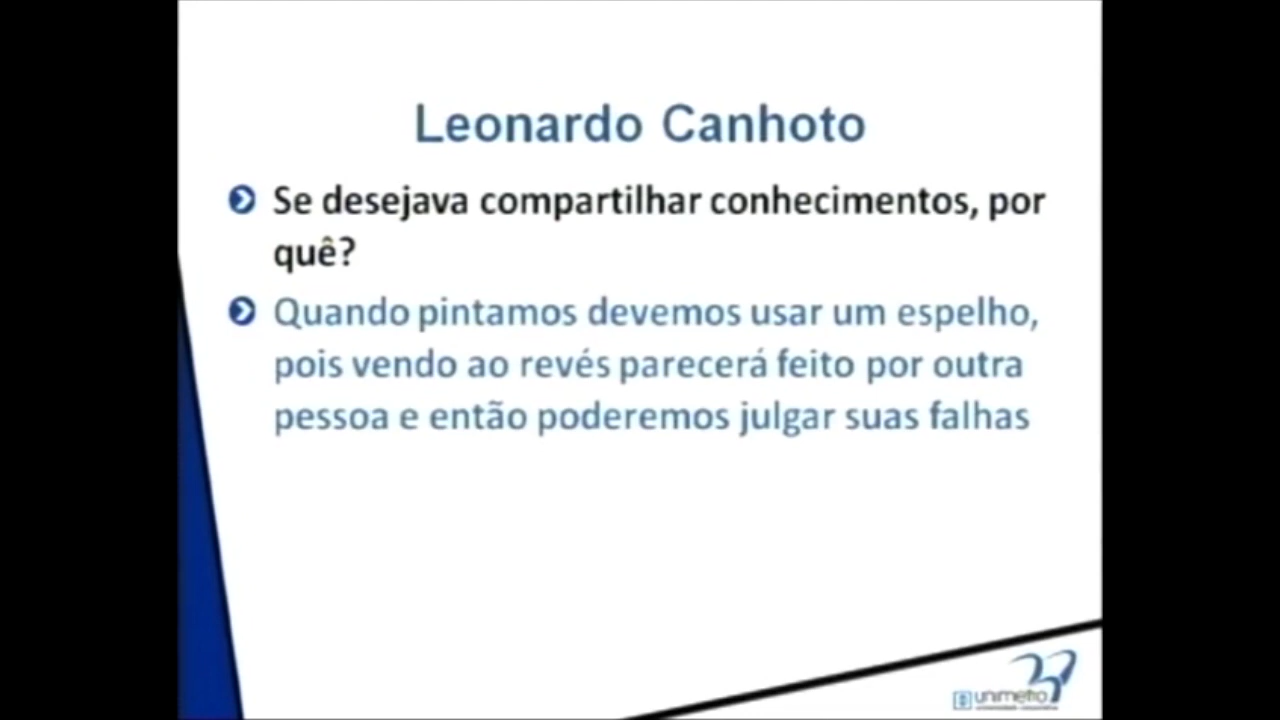 Leonardo Canhoto
Se desejava compartilhar conhecimentos, por
quê?
Quando pintamos devemos usar um espelho,
pois vendo ao revés parecerá feito por outra
pessoa e então poderemos julgar suas falhas
unimetro